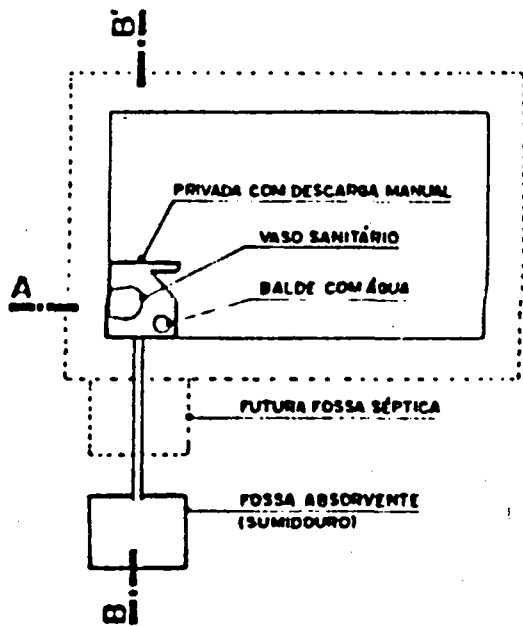 B'
PRIVADA COM DESCARGA MANUAL
VASO SANITÁRIO
A
BALDE COM ÁGUA
FUTURA FOSSA SÉPTICA
FOSSA ABSORVENTE
(SUMIDOURO)
B